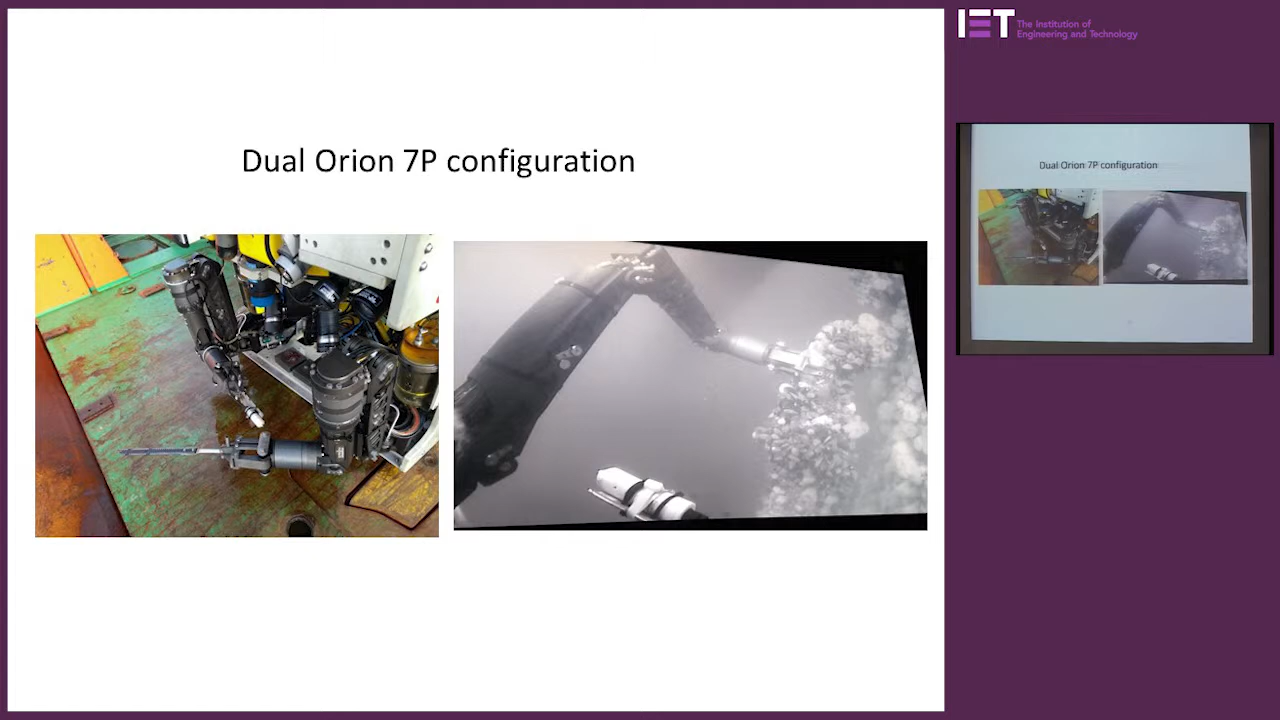 Dual Orion 7P configuration
IET The Institution of
Engineering and Technology
Dual Orion 7P configuration